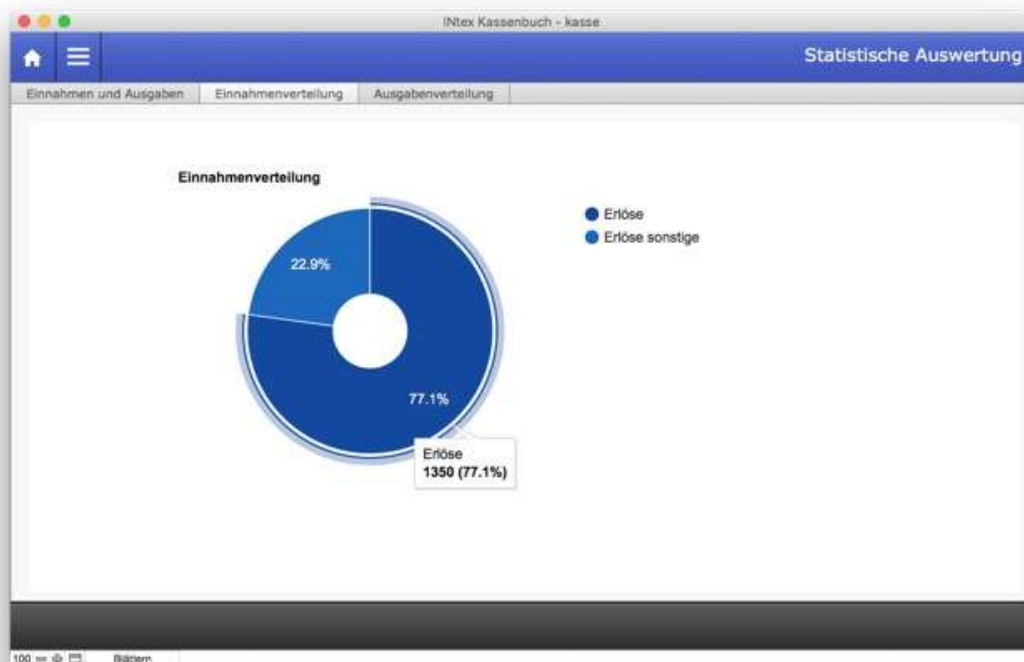 INtex Kassenbuch - kasse
Statistische Auswertung
Einnahmen und Ausgaben Einnahmenverteilung Ausgabenverteilung
Einnahmenverteilung
Erlöse
Erlöse sonstige
22.9%
77.1%
Erlöse
1350 (77.1%)
100 Blättern